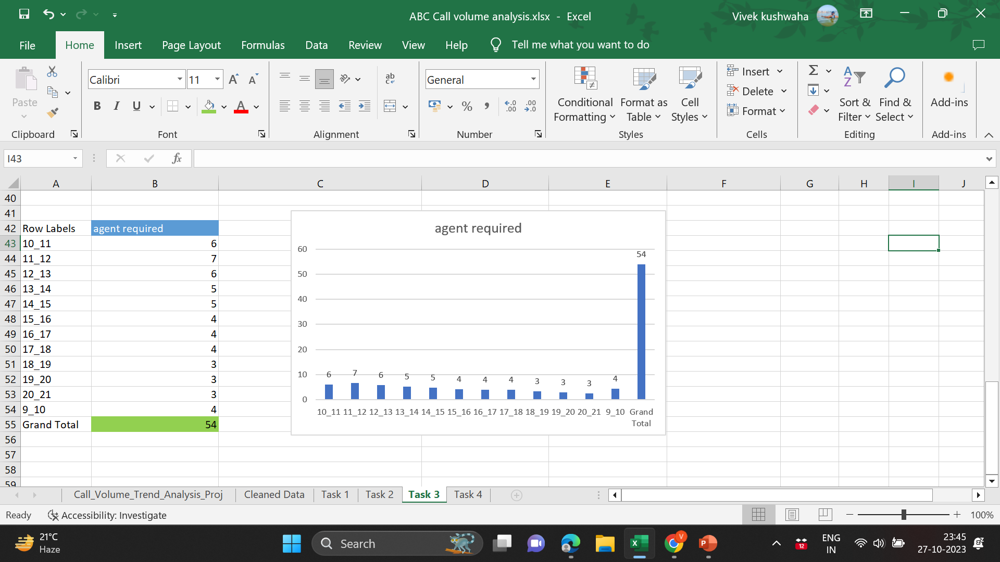 ABC Call volume analysis.xlsx - Excel
Vivek kushwaha
File Home Insert Page Layout Formulas Data Review View Help Tell me what you want to do
Paste
Clipboard
Calibri 11
B I U A
Font
ab
c
Alignment
General
% , .0 .00 .00 .0
Number
Conditional Formatting
Format as Table
Cell Styles
Styles
Insert
Delete
Format
Cells
Σ
A
Z
Sort & Filter
Find & Select
Editing
Add-ins
Add-ins
I43
fx
A B C D E F G H I J
40
41
42 Row Labels agent required
43 10_11 6
44 11_12 7
45 12_13 6
46 13_14 5
47 14_15 5
48 15_16 4
49 16_17 4
50 17_18 4
51 18_19 3
52 19_20 3
53 20_21 3
54 9_10 4
55 Grand Total 54
56
57
58
59
agent required
60
50
40
30
20
10
0
6 7 6 5 5 4 4 4 3 3 3 4 54
10_11 11_12 12_13 13_14 14_15 15_16 16_17 17_18 18_19 19_20 20_21 9_10 Grand
Total
Call_Volume_Trend_Analysis_Proj Cleaned Data Task 1 Task 2 Task 3 Task 4
Ready Accessibility: Investigate 100%
21°C
Haze
Search
V
12
ENG
IN
23:45
27-10-2023